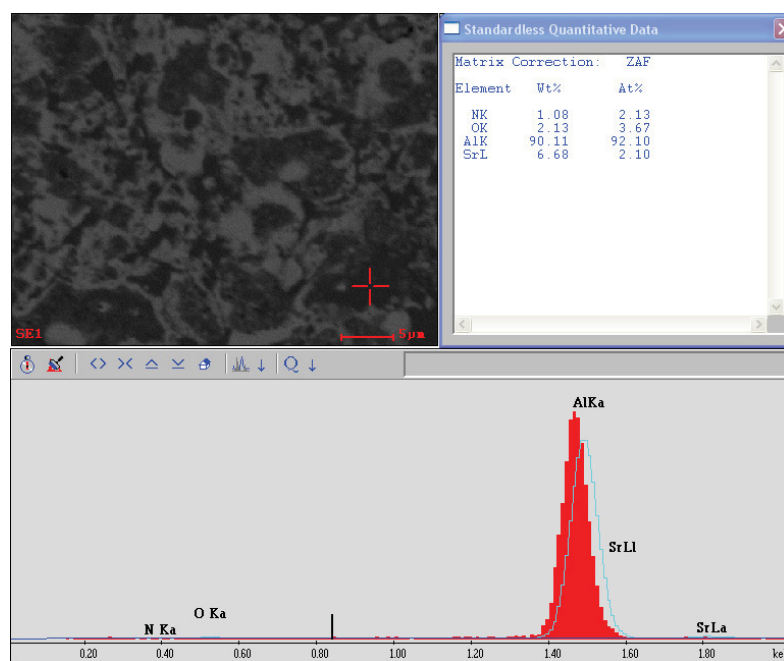 SE1
5µm
Standardless Quantitative Data
Matrix Correction: ZAF
Element Wt% At%
NK 1.08 2.13
OK 2.13 3.67
AlK 90.11 92.10
SrL 6.68 2.10
Q
AlKa
SrLl
O Ka
N Ka
SrLa
0.20 0.40 0.60 0.80 1.00 1.20 1.40 1.60 1.80 ke